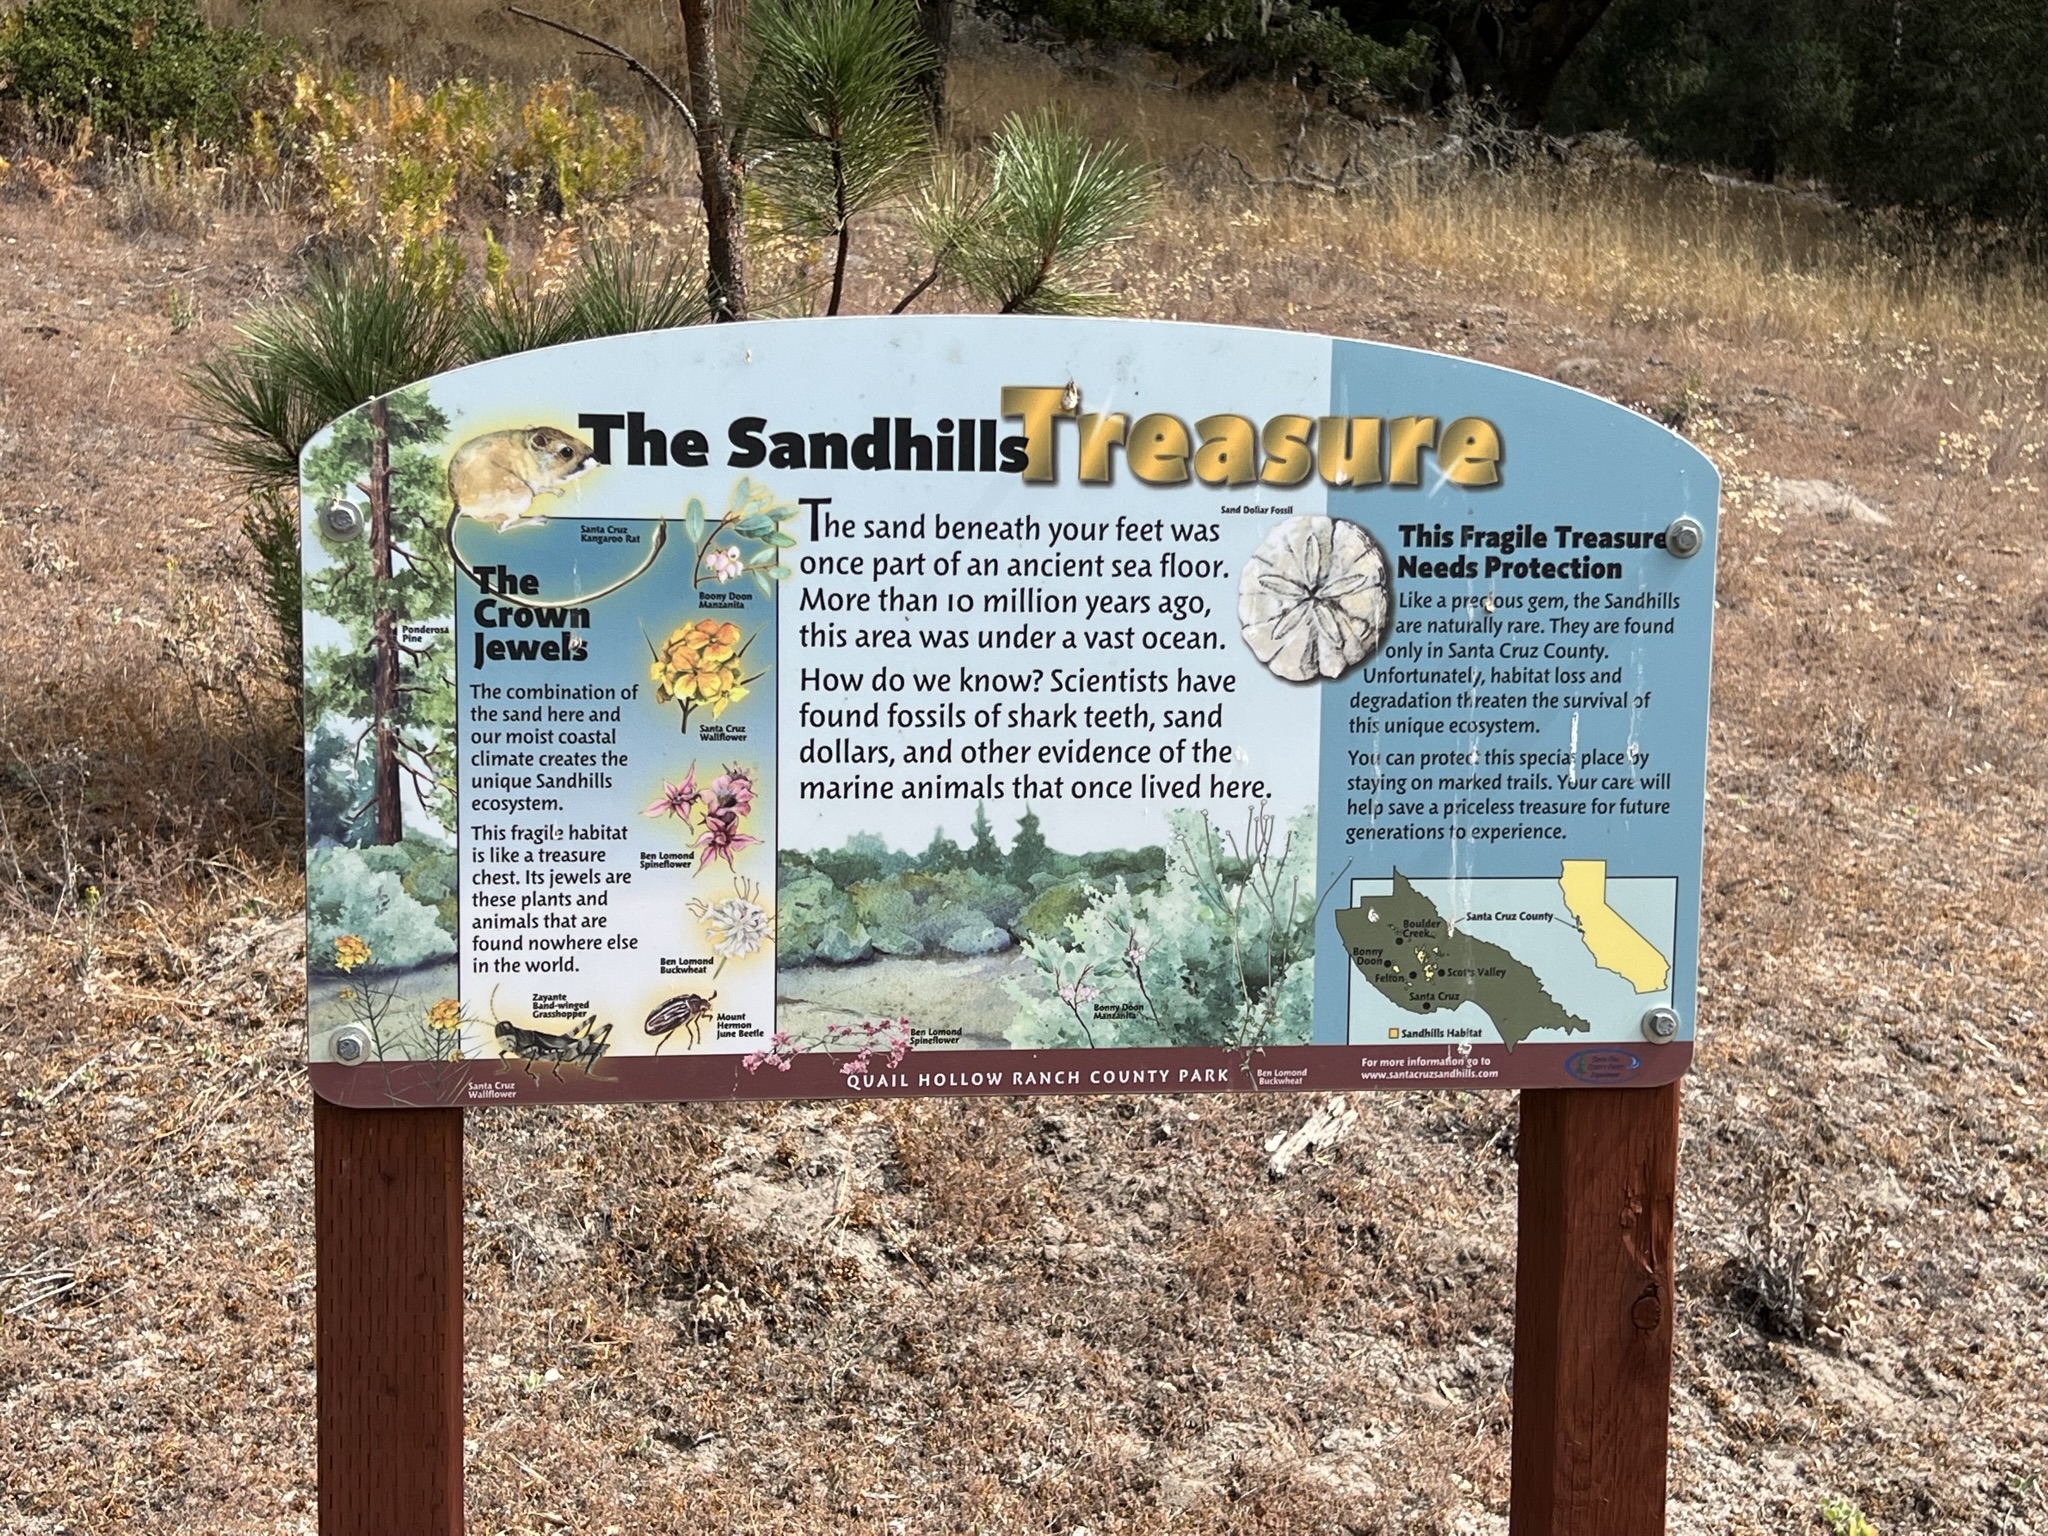 The Sandhills Treasure
Santa Cruz
Kangaroo Rat
The
Crown
Jewels
Boony Doon
Manzanita
Ponderosa
Pine
The combination of
the sand here and
our moist coastal
climate creates the
unique Sandhills
ecosystem.
This fragile habitat
is like a treasure
chest. Its jewels are
these plants and
animals that are
found nowhere else
in the world.
Santa Cruz
Wallflower
Ben Lomond
Spineflower
Ben Lomond
Buckwheat
Zayante
Band-winged
Grasshopper
Mount
Hermon
June Beetle
Santa Cruz
Wallflower
The sand beneath your feet was
once part of an ancient sea floor.
More than 10 million years ago,
this area was under a vast ocean.
How do we know? Scientists have
found fossils of shark teeth, sand
dollars, and other evidence of the
marine animals that once lived here.
Sand Dollar Fossil
Bonny Doon
Manzanita
Ben Lomond
Spineflower
Ben Lomond
Buckwheat
QUAIL HOLLOW RANCH COUNTY PARK
This Fragile Treasure
Needs Protection
Like a precious gem, the Sandhills
are naturally rare. They are found
only in Santa Cruz County.
Unfortunately, habitat loss and
degradation threaten the survival of
this unique ecosystem.
You can protect this special place by
staying on marked trails. Your care will
help save a priceless treasure for future
generations to experience.
Santa Cruz County
Boulder
Creek
Bonny
Doon
Felton
Scotts Valley
Santa Cruz
Sandhills Habitat
For more information go to
www.santacruzsandhills.com